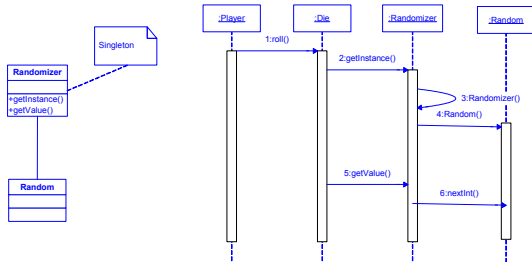 Singleton
Randomizer
+getInstance()
+getValue()
Random
:Player
:Die
:Randomizer
:Random
1:roll()
2:getInstance()
3:Randomizer()
4:Random()
5:getValue()
6:nextInt()